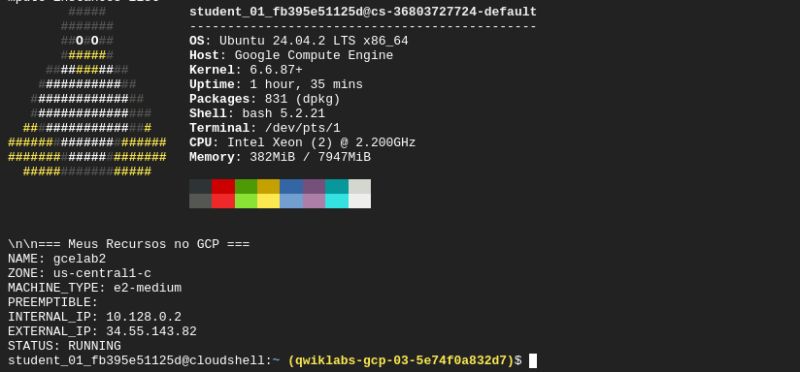 student_01_fb395e51125d@cs-36803727724-default
-----------------------------------------------
OS: Ubuntu 24.04.2 LTS x86_64
Host: Google Compute Engine
Kernel: 6.6.87+
Uptime: 1 hour, 35 mins
Packages: 831 (dpkg)
Shell: bash 5.2.21
Terminal: /dev/pts/1
CPU: Intel Xeon (2) @ 2.200GHz
Memory: 382MiB / 7947MiB
\n\n=== Meus Recursos no GCP ===
NAME: gcelab2
ZONE: us-central1-c
MACHINE_TYPE: e2-medium
PREEMPTIBLE:
INTERNAL_IP: 10.128.0.2
EXTERNAL_IP: 34.55.143.82
STATUS: RUNNING
student_01_fb395e51125d@cloudshell:~ (qwiklabs-gcp-03-5e74f0a832d7)$